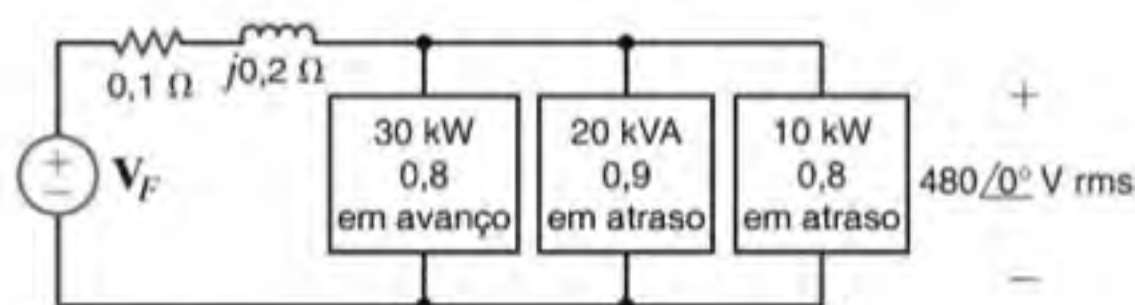 0,1 Ω
j0,2 Ω
V_F
30 kW
0,8
em avanço
20 kVA
0,9
em atraso
10 kW
0,8
em atraso
+
480/0° V rms
−